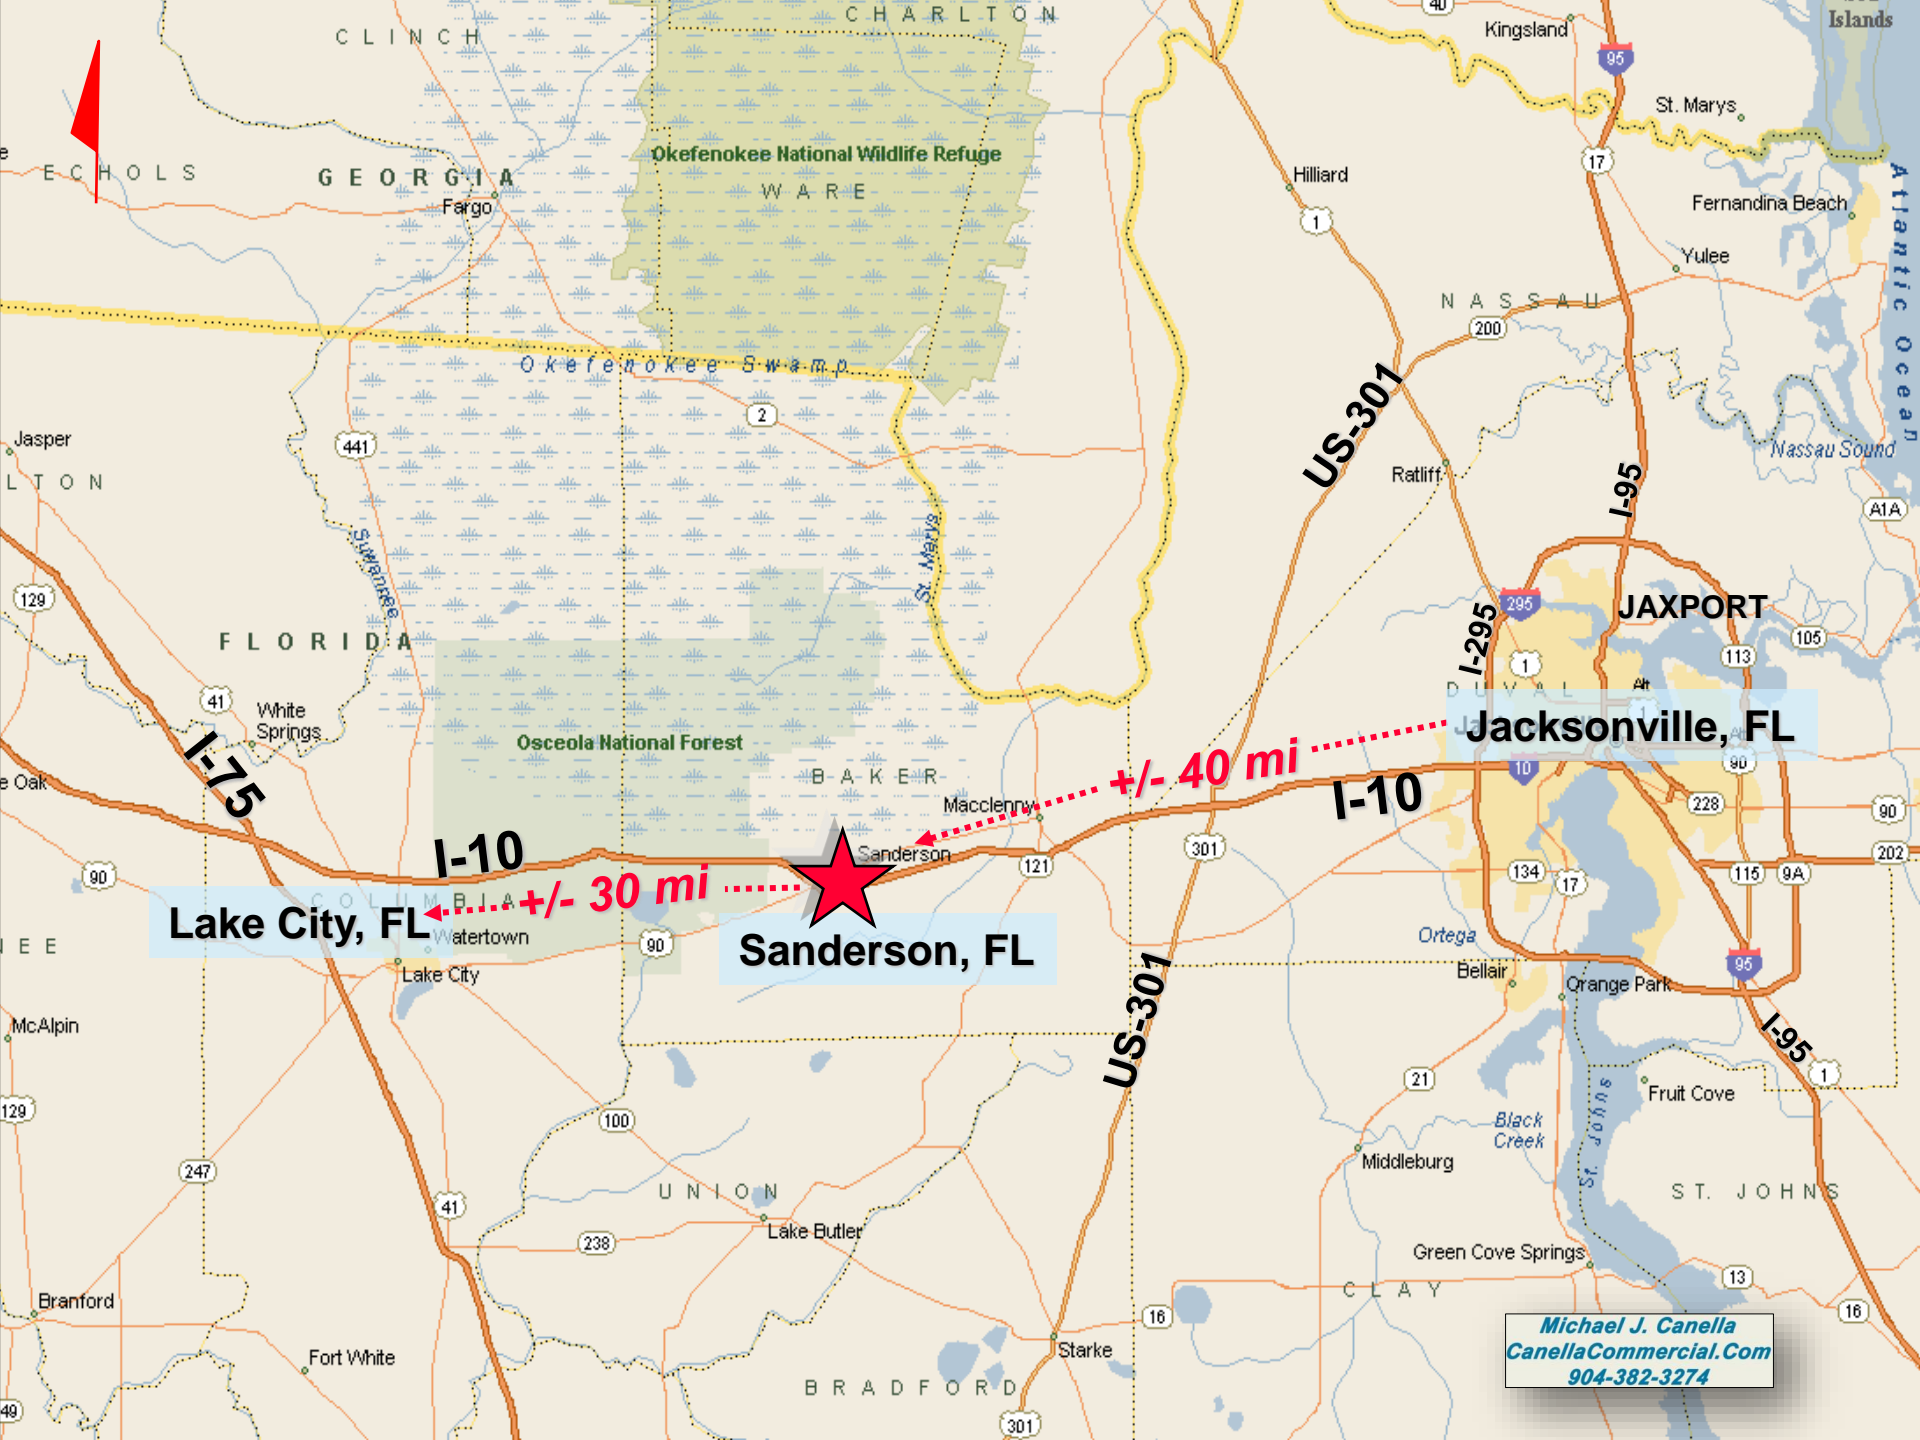 CHARLTON
40
Kingsland
Islands
CLINCH
95
St. Marys
17
Okefenokee National Wildlife Refuge
ECHOLS
GEORGIA
WARE
Hilliard
Fargo
1
Fernandina Beach
Atlantic Ocean
Yulee
NASSAU
200
Okefenokee Swamp
US-301
2
Jasper
441
LTON
Ratliff
Nassau Sound
I-95
A1A
St. Marys
Suwannee
129
295
JAXPORT
I-295
FLORIDA
105
1
113
DUVAL
Alt
1
41
White
Springs
Jacksonville, FL
Osceola National Forest
+/- 40 mi
I-75
BAKER
10
90
e Oak
Macclenny
I-10
228
90
I-10
Sanderson
301
202
121
90
134
17
115
9A
+/- 30 mi
COLUMBIA
Lake City, FL
Watertown
90
Sanderson, FL
NEE
Ortega
Lake City
Bellair
95
Orange Park
US-301
McAlpin
I-95
21
1
Fruit Cove
129
100
Black
Creek
St. Johns
Middleburg
247
UNION
ST. JOHNS
41
Lake Butler
238
Green Cove Springs
CLAY
13
Branford
16
16
Michael J. Canella
CanellaCommercial.Com
904-382-3274
Starke
Fort White
BRADFORD
49
301